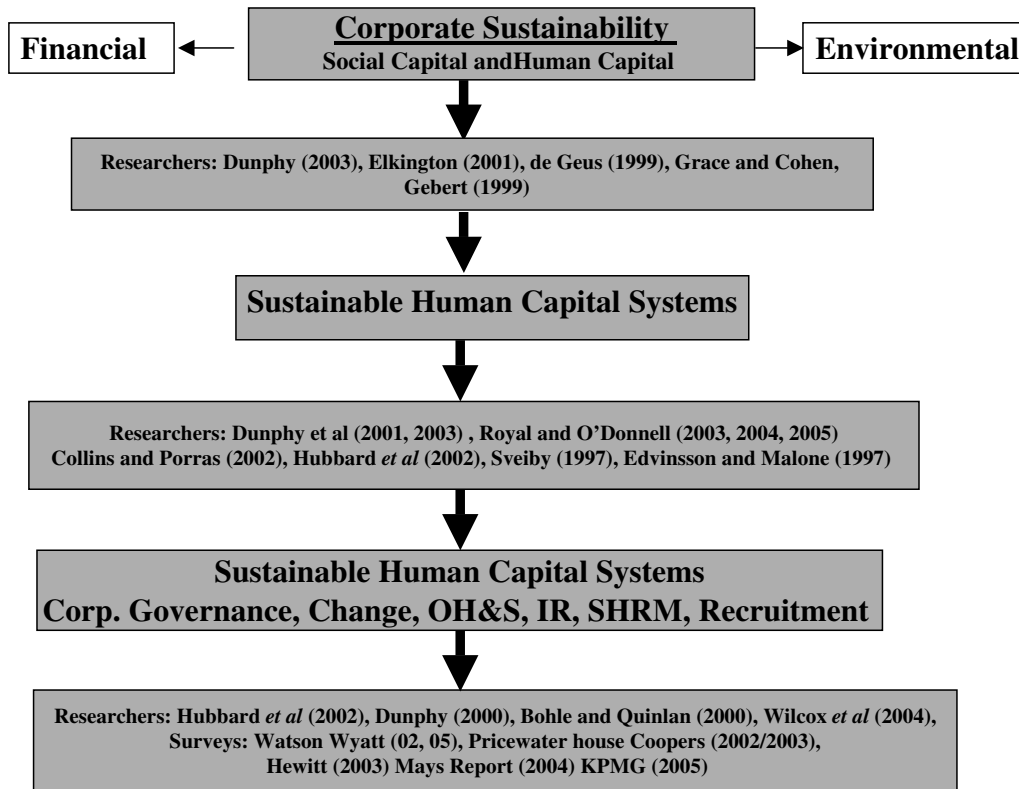 Financial
Corporate Sustainability
Social Capital andHuman Capital
Environmental
Researchers: Dunphy (2003), Elkington (2001), de Geus (1999), Grace and Cohen,
Gebert (1999)
Sustainable Human Capital Systems
Researchers: Dunphy et al (2001, 2003) , Royal and O’Donnell (2003, 2004, 2005)
Collins and Porras (2002), Hubbard et al (2002), Sveiby (1997), Edvinsson and Malone (1997)
Sustainable Human Capital Systems
Corp. Governance, Change, OH&S, IR, SHRM, Recruitment
Researchers: Hubbard et al (2002), Dunphy (2000), Bohle and Quinlan (2000), Wilcox et al (2004),
Surveys: Watson Wyatt (02, 05), Pricewater house Coopers (2002/2003),
Hewitt (2003) Mays Report (2004) KPMG (2005)